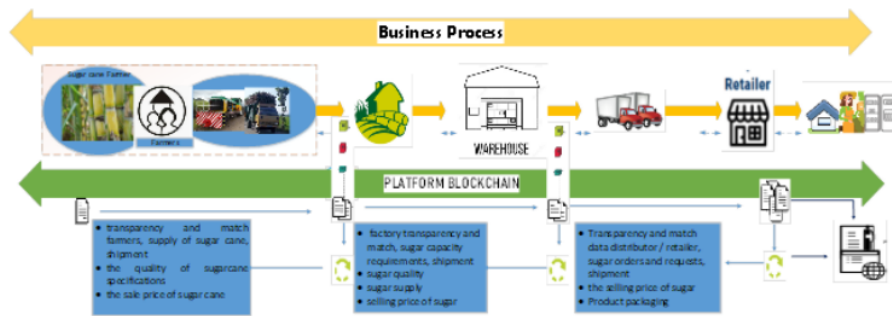 Business Process
Sugar cane Farmer
Farmers
WAREHOUSE
Retailer
PLATFORM BLOCKCHAIN
• transparency and match
farmers, supply of sugar cane,
shipment
• the quality of sugarcane
specifications
• the sale price of sugar cane
• factory transparency and
match, sugar capacity
requirements, shipment
• sugar quality
• sugar supply
• selling price of sugar
• Transparency and match
data distributor / retailer,
sugar orders and requests,
shipment
• the selling price of sugar
• Product packaging